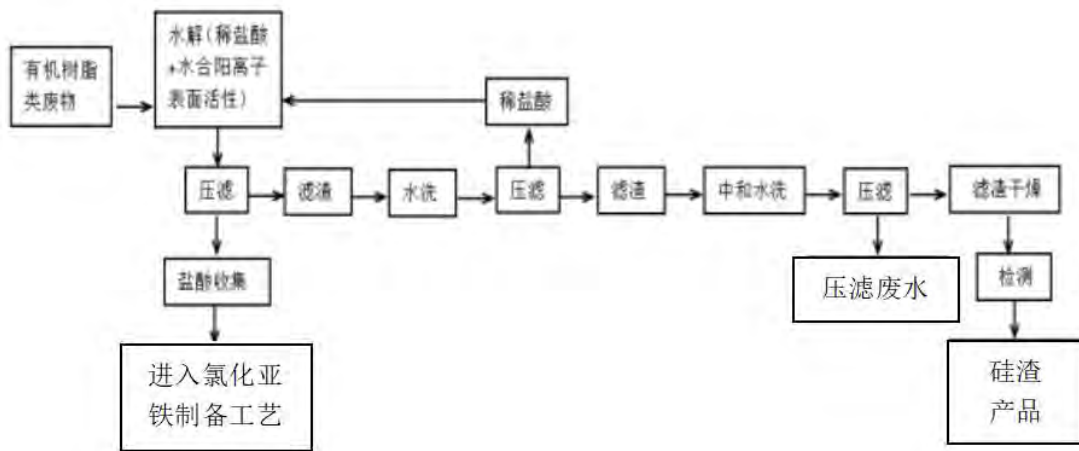 有机树脂
类废物
水解(稀盐酸
+水合阳离子
表面活性)
稀盐酸
压滤
滤渣
水洗
压滤
滤渣
中和水洗
压滤
滤渣干燥
盐酸收集
压滤废水
检测
进入氯化亚
铁制备工艺
硅渣
产品